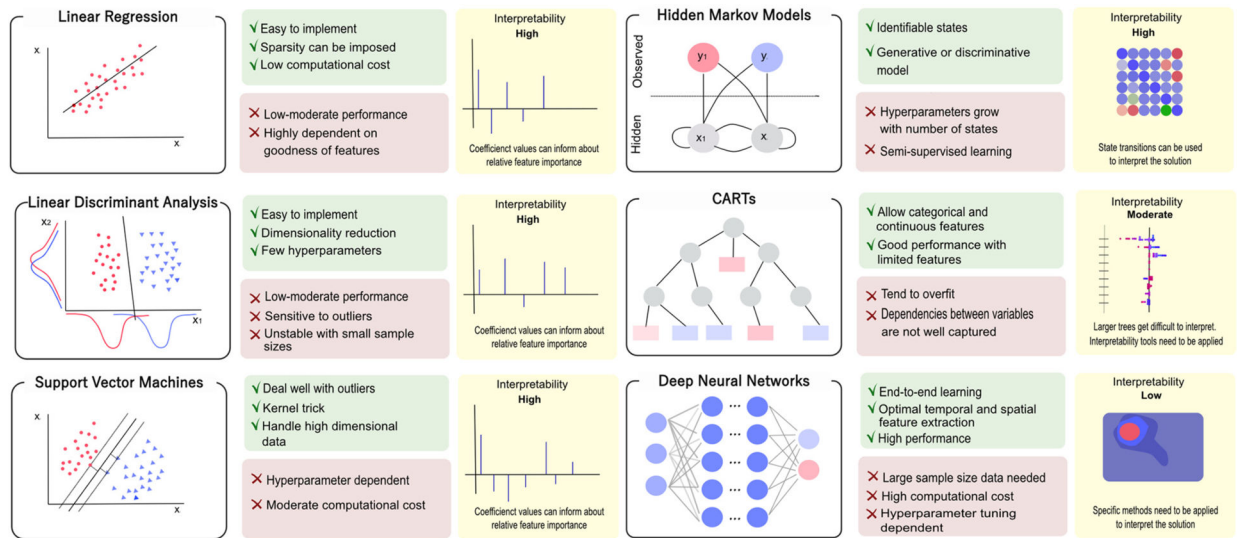 Linear Regression
X
X
√ Easy to implement
√ Sparsity can be imposed
√ Low computational cost
✕ Low-moderate performance
✕ Highly dependent on
goodness of features
Interpretability
High
Coefficient values can inform about
relative feature importance
Hidden Markov Models
Observed
Hidden
y1
y
x1
x
√ Identifiable states
√ Generative or discriminative
model
✕ Hyperparameters grow
with number of states
✕ Semi-supervised learning
Interpretability
High
State transitions can be used
to interpret the solution
Linear Discriminant Analysis
X2
X1
√ Easy to implement
√ Dimensionality reduction
√ Few hyperparameters
✕ Low-moderate performance
✕ Sensitive to outliers
✕ Unstable with small sample
sizes
Interpretability
High
Coefficient values can inform about
relative feature importance
CARTs
√ Allow categorical and
continuous features
√ Good performance with
limited features
✕ Tend to overfit
✕ Dependencies between variables
are not well captured
Interpretability
Moderate
Larger trees get difficult to interpret.
Interpretability tools need to be applied
Support Vector Machines
X
X
√ Deal well with outliers
√ Kernel trick
√ Handle high dimensional
data
✕ Hyperparameter dependent
✕ Moderate computational cost
Interpretability
High
Coefficient values can inform about
relative feature importance
Deep Neural Networks
... ...
... ...
... ...
√ End-to-end learning
√ Optimal temporal and spatial
feature extraction
√ High performance
✕ Large sample size data needed
✕ High computational cost
✕ Hyperparameter tuning
dependent
Interpretability
Low
Specific methods need to be applied
to interpret the solution